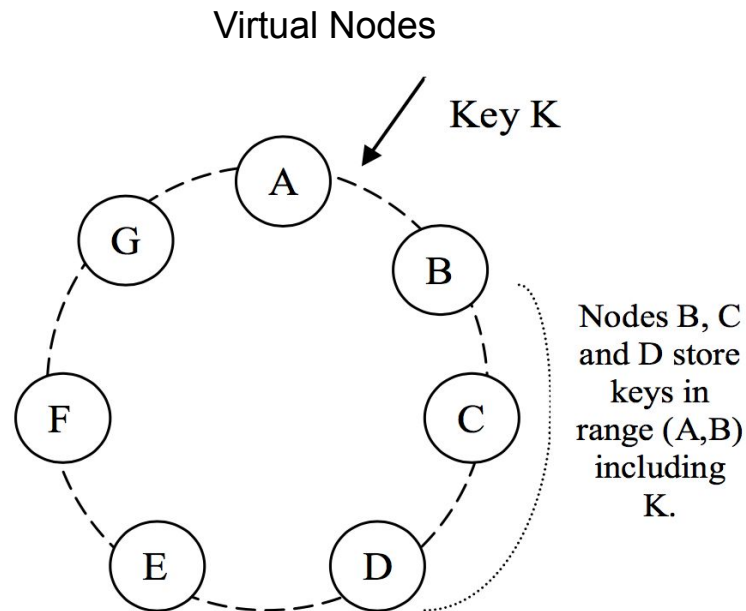 Virtual Nodes
Key K
A
B
C
D
E
F
G
Nodes B, C
and D store
keys in
range (A,B)
including
K.